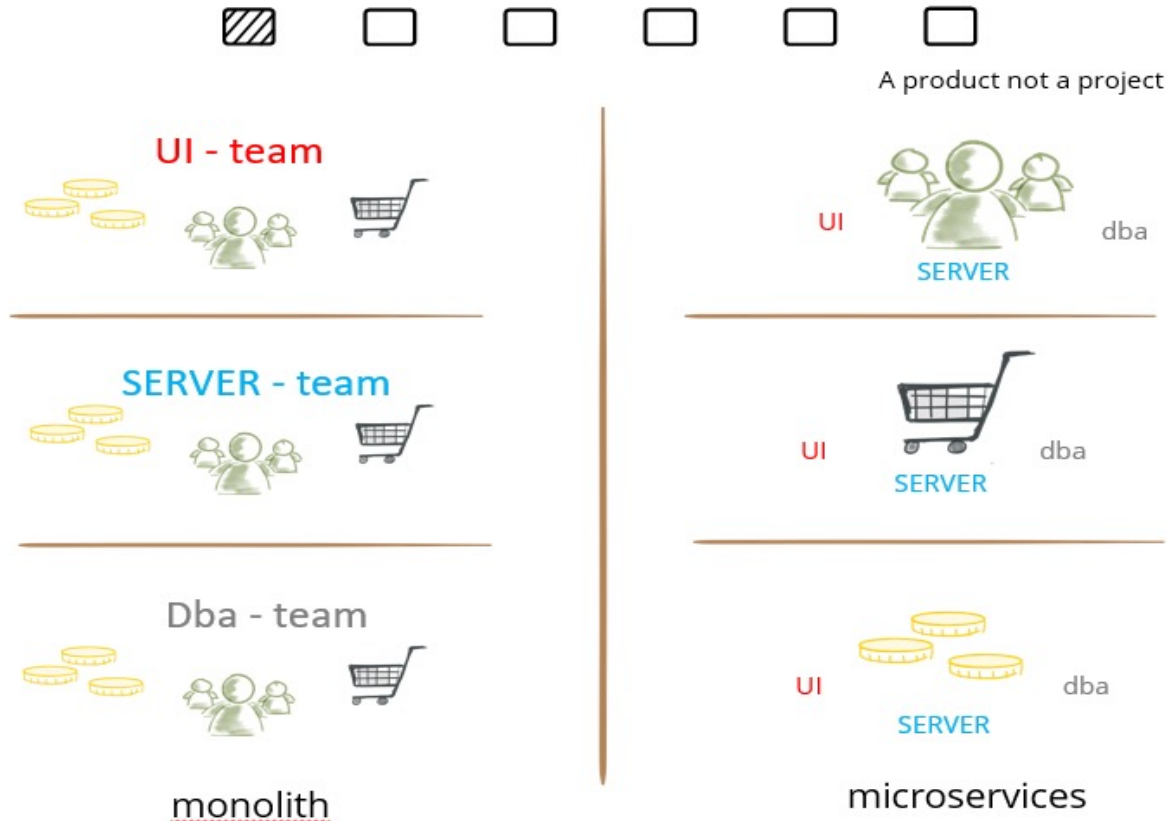 A product not a project
UI - team
UI
dba
SERVER
SERVER - team
UI
dba
SERVER
Dba - team
UI
dba
SERVER
monolith
microservices